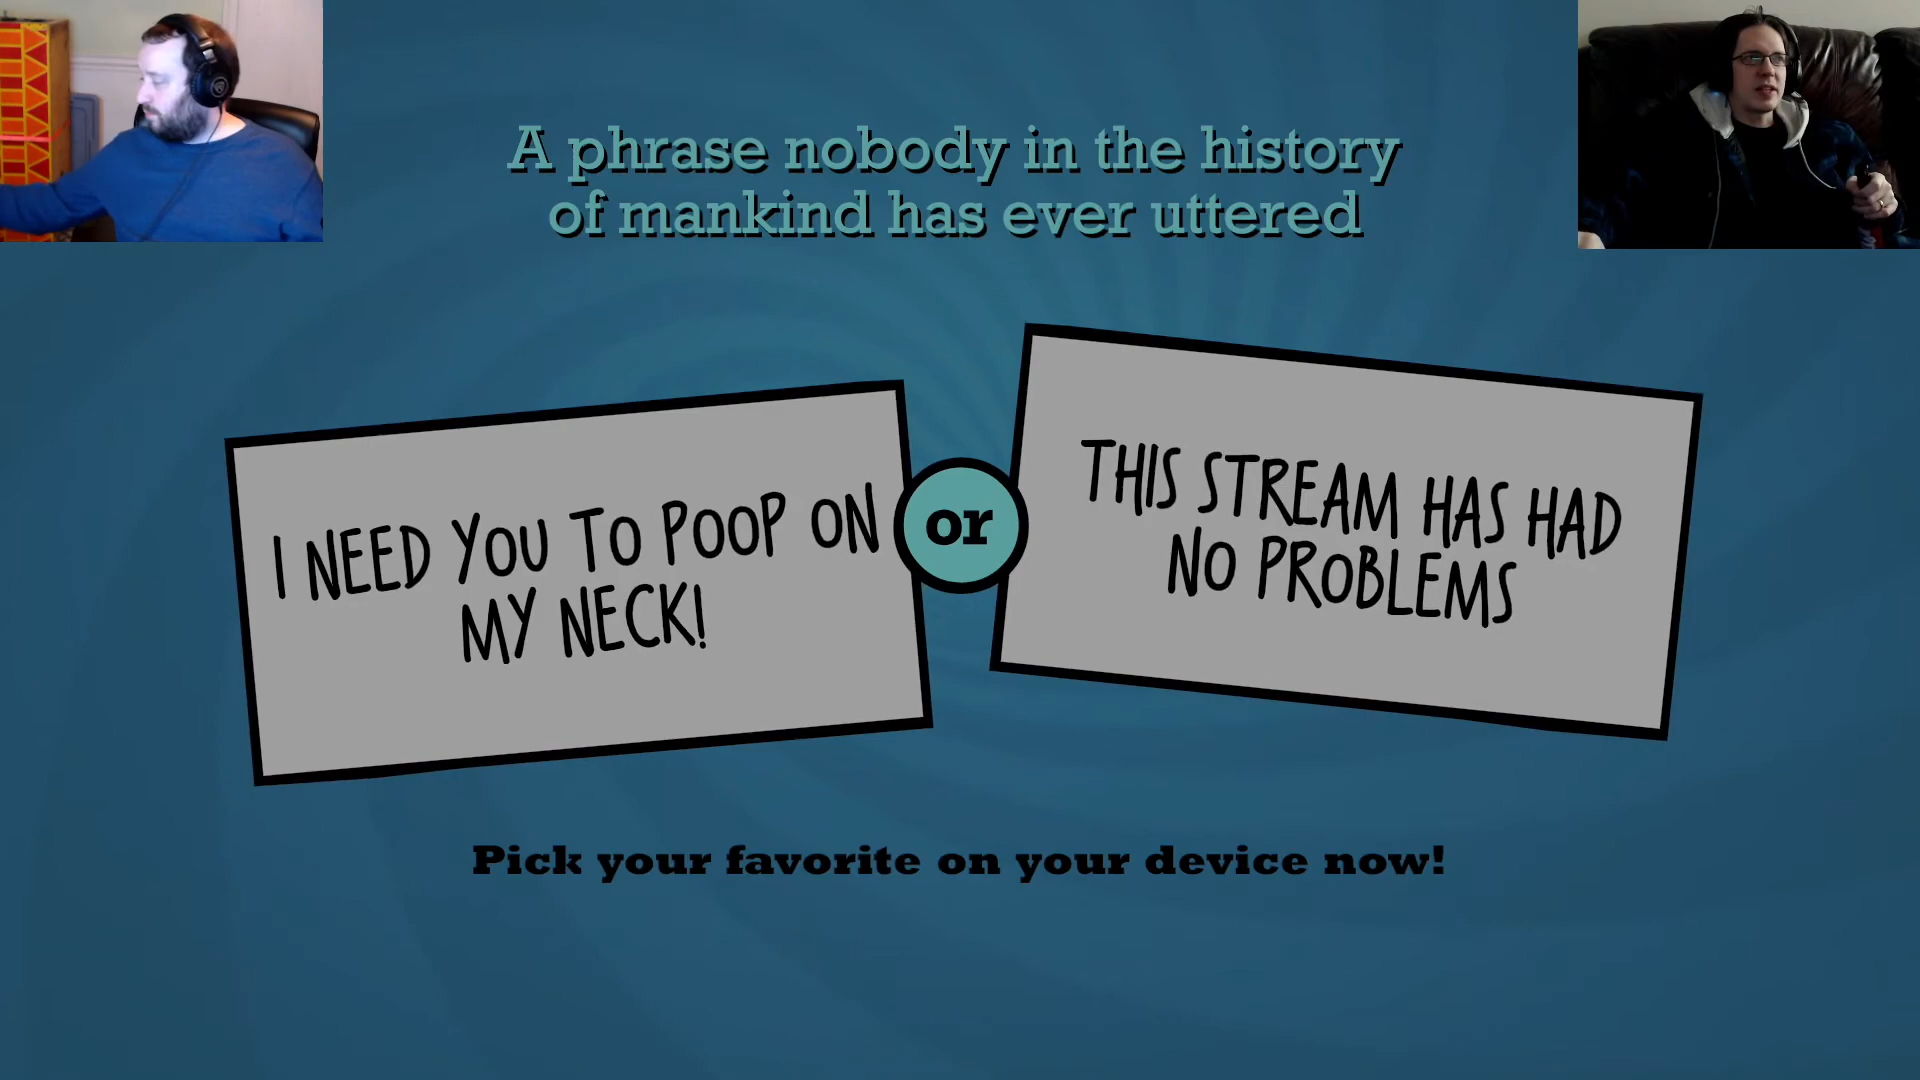 A phrase nobody in the history
of mankind has ever uttered
I NEED YOU TO POOP ON
MY NECK!
or
THIS STREAM HAS HAD
NO PROBLEMS
Pick your favorite on your device now!